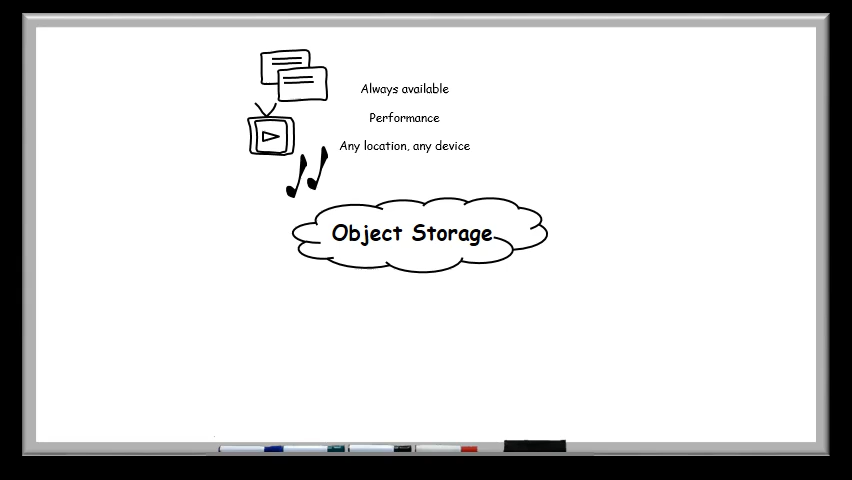 Always available
Performance
Any location, any device
Object Storage